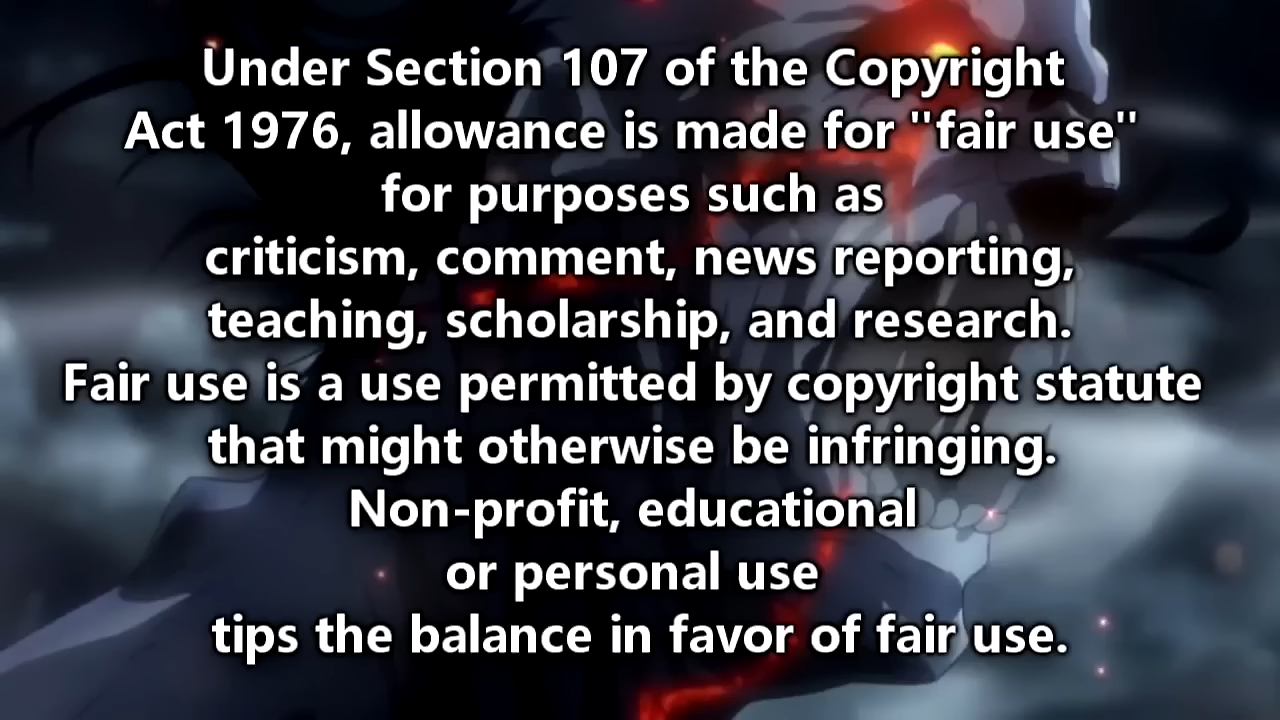 Under Section 107 of the Copyright
Act 1976, allowance is made for "fair use"
for purposes such as
criticism, comment, news reporting,
teaching, scholarship, and research.
Fair use is a use permitted by copyright statute
that might otherwise be infringing.
Non-profit, educational
or personal use
tips the balance in favor of fair use.